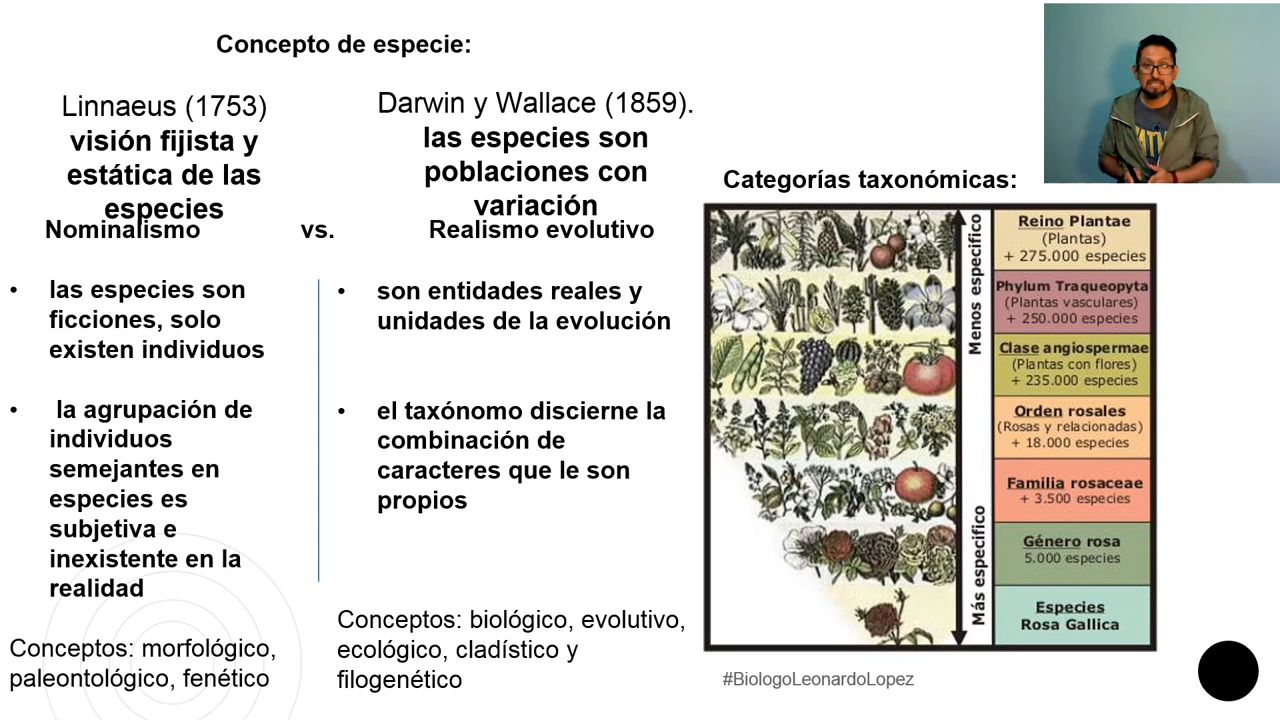 Concepto de especie:
Linnaeus (1753)
visión fijista y
estática de las
especies
Darwin y Wallace (1859).
las especies son
poblaciones con
variación
Nominalismo
vs.
Realismo evolutivo
• las especies son
ficciones, solo
existen individuos
• la agrupación de
individuos
semejantes en
especies es
subjetiva e
inexistente en la
realidad
• son entidades reales y
unidades de la evolución
• el taxónomo discierne la
combinación de
caracteres que le son
propios
Conceptos: morfológico,
paleontológico, fenético
Conceptos: biológico, evolutivo,
ecológico, cladístico y
filogenético
Categorías taxonómicas:
Menos especifico
Más especifico
Reino Plantae
(Plantas)
+ 275.000 especies
Phylum Traqueopyta
(Plantas vasculares)
+ 250.000 especies
Clase angiospermae
(Plantas con flores)
+ 235.000 especies
Orden rosales
(Rosas y relacionadas)
+ 18.000 especies
Familia rosaceae
+ 3.500 especies
Género rosa
5.000 especies
Especies
Rosa Gallica
#BiologoLeonardoLopez